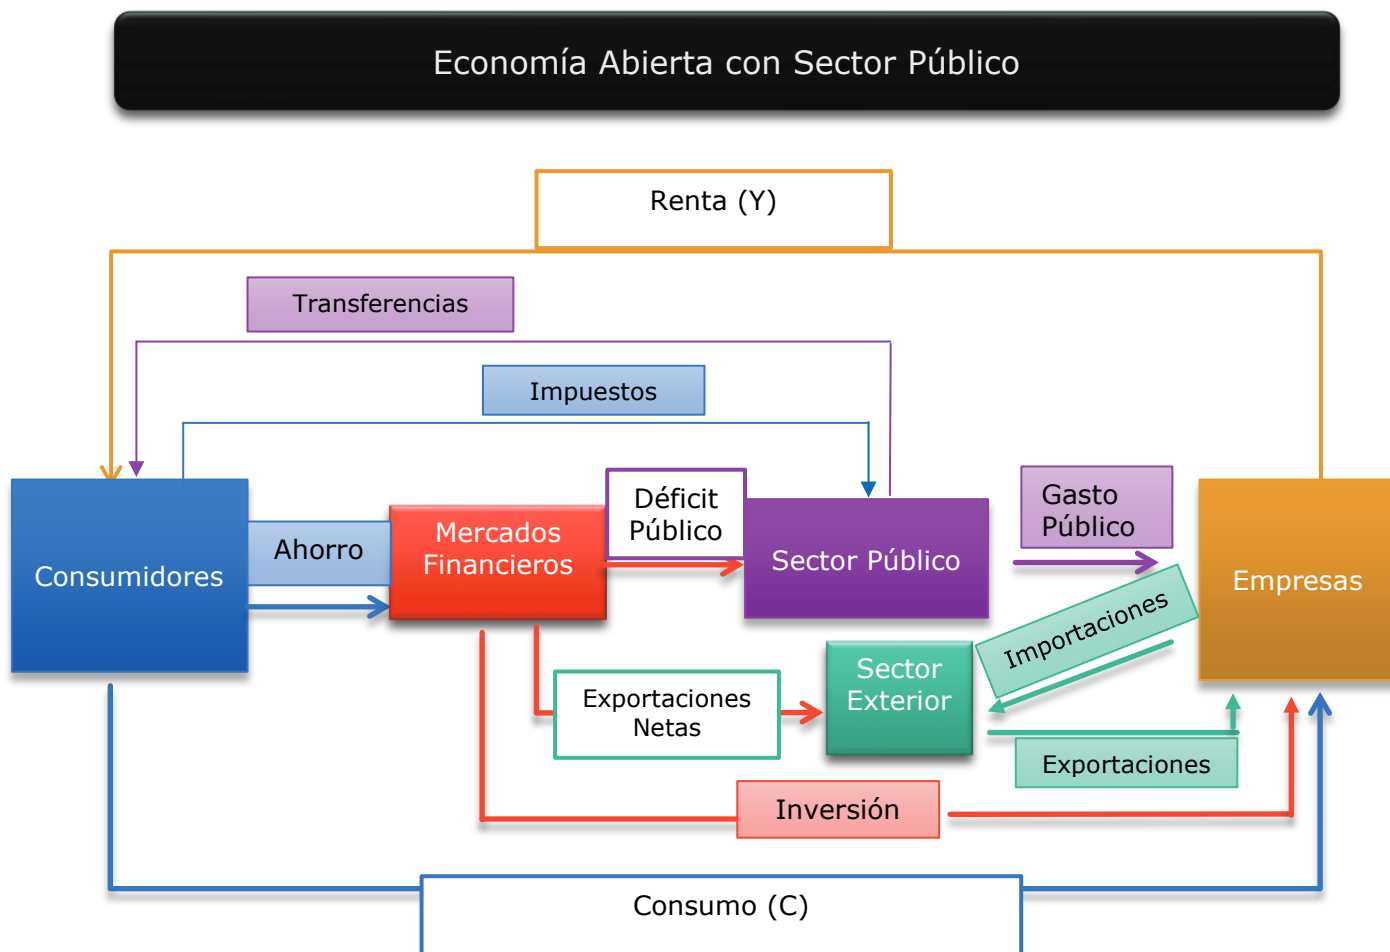 Economía Abierta con Sector Público
Renta (Y)
Transferencias
Impuestos
Déficit
Público
Gasto
Público
Mercados
Financieros
Ahorro
Consumidores
Sector Público
Empresas
Importaciones
Sector
Exterior
Exportaciones
Netas
Exportaciones
Inversión
Consumo (C)